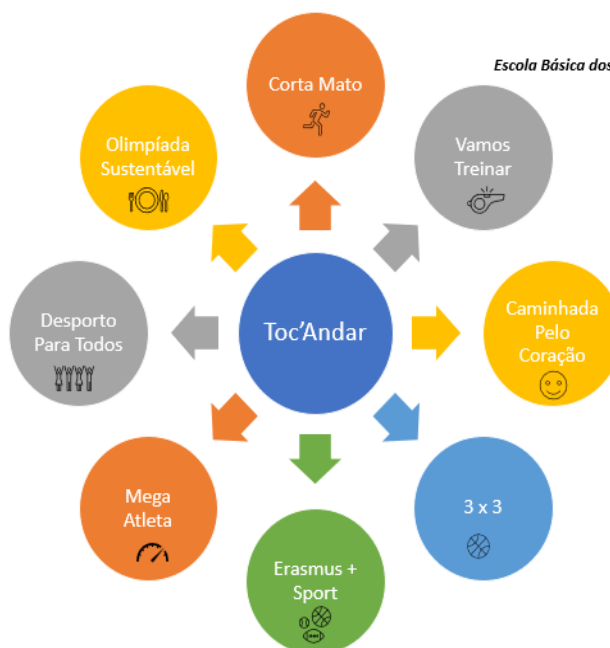 Escola Básica dos
Corta Mato
Olimpíada
Sustentável
Vamos
Treinar
Toc'Andar
Desporto
Para Todos
Caminhada
Pelo
Coração
Mega
Atleta
3 x 3
Erasmus +
Sport